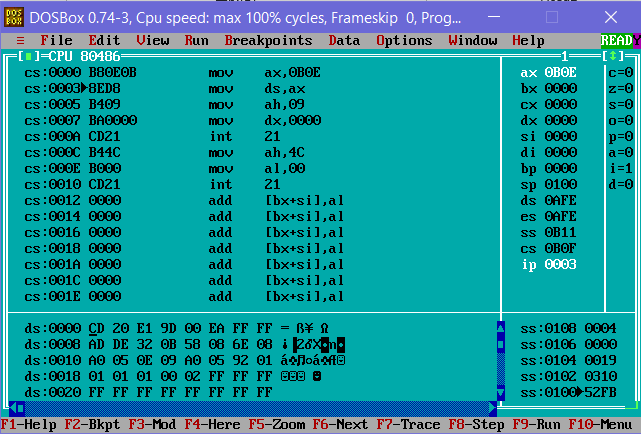 DOS BOX DOSBox 0.74-3, Cpu speed: max 100% cycles, Frameskip 0, Prog...
≡ File Edit View Run Breakpoints Data Options Window Help READY
[■]=CPU 80486 1 [↕]
cs:0000 B80E0B mov ax,0B0E ax 0B0E c=0
cs:0003▶8ED8 mov ds,ax bx 0000 z=0
cs:0005 B409 mov ah,09 cx 0000 s=0
cs:0007 BA0000 mov dx,0000 dx 0000 o=0
cs:000A CD21 int 21 si 0000 p=0
cs:000C B44C mov ah,4C di 0000 a=0
cs:000E B000 mov al,00 bp 0000 i=1
cs:0010 CD21 int 21 sp 0100 d=0
cs:0012 0000 add [bx+si],al ds 0AFE
cs:0014 0000 add [bx+si],al es 0AFE
cs:0016 0000 add [bx+si],al ss 0B11
cs:0018 0000 add [bx+si],al cs 0B0F
cs:001A 0000 add [bx+si],al ip 0003
cs:001C 0000 add [bx+si],al
cs:001E 0000 add [bx+si],al
ds:0000 CD 20 E1 9D 00 EA FF FF = ß¥ Ω ss:0108 0004
ds:0008 AD DE 32 0B 58 08 6E 08 ss:0106 0000
ds:0010 A0 05 0E 09 A0 05 92 01 ss:0104 0019
ds:0018 01 01 01 00 02 FF FF FF ss:0102 0310
ds:0020 FF FF FF FF FF FF FF FF ss:0100▶52FB
F1-Help F2-Bkpt F3-Mod F4-Here F5-Zoom F6-Next F7-Trace F8-Step F9-Run F10-Menu